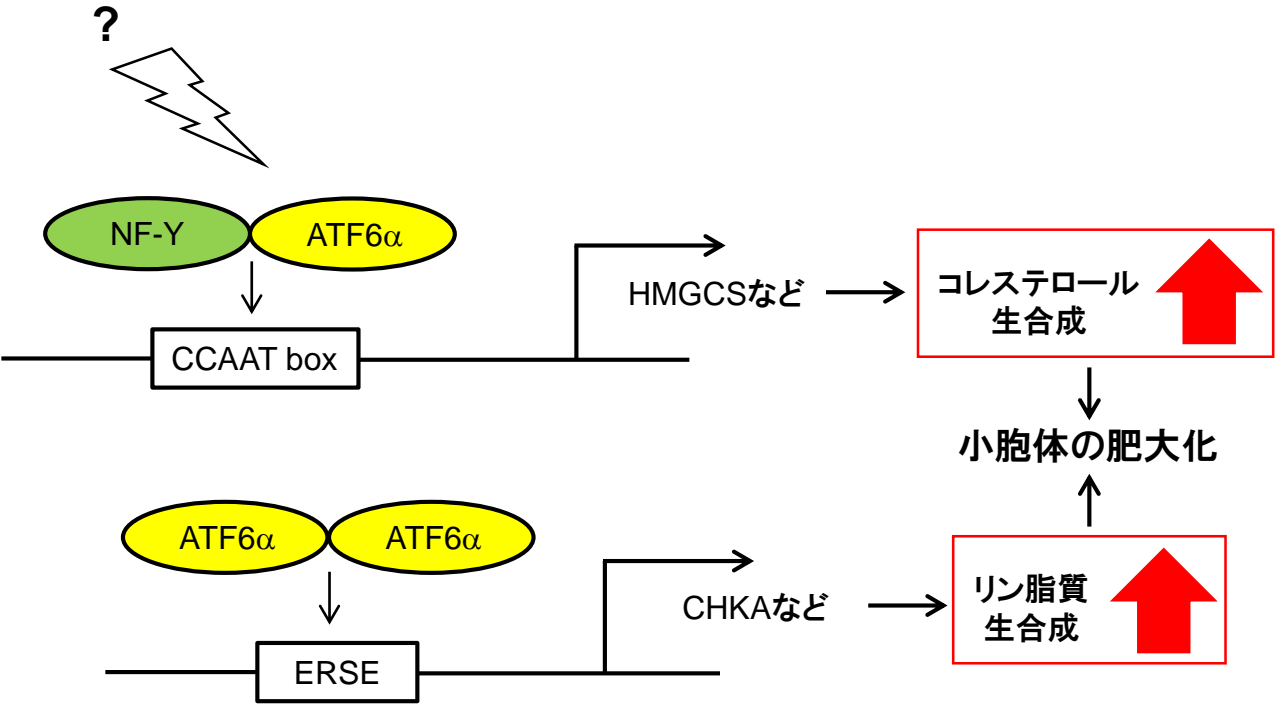 ?
NF-Y
ATF6α
HMGCSなど
コレステロール
生合成
CCAAT box
小胞体の肥大化
ATF6α
ATF6α
CHKAなど
リン脂質
生合成
ERSE